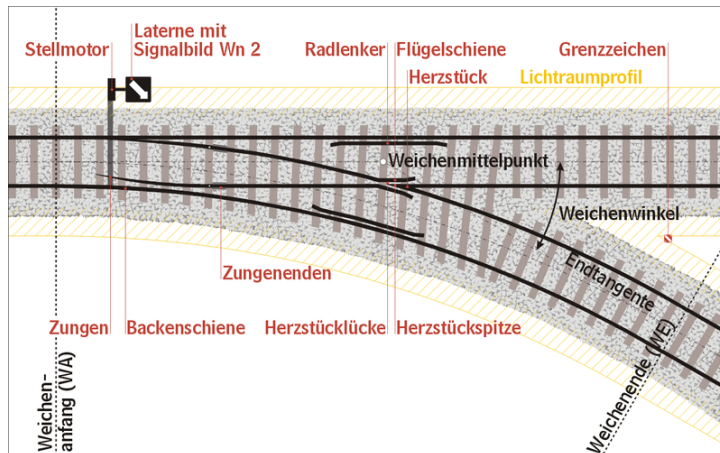 Laterne mit
Signalbild Wn 2
Stellmotor
Radlenker
Flügelschiene
Grenzzeichen
Herzstück
Lichtraumprofil
Weichenmittelpunkt
Weichenwinkel
Endtangente
Zungenenden
Zungen
Backenschiene
Herzstücklücke
Herzstückspitze
Weichen-
anfang (WA)
Weichenende (WE)